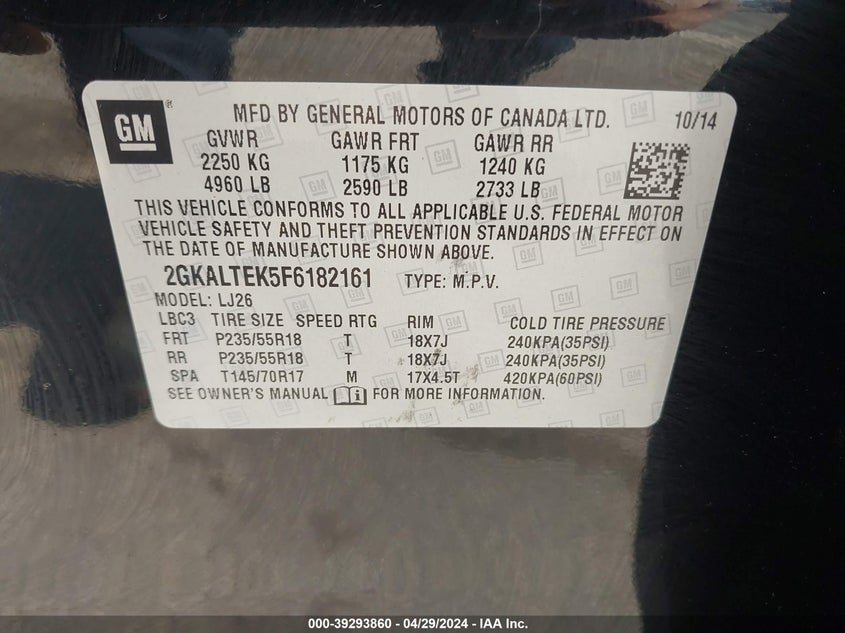 GM ®
MFD BY GENERAL MOTORS OF CANADA LTD. 10/14
GVWR GAWR FRT GAWR RR
2250 KG 1175 KG 1240 KG
4960 LB 2590 LB 2733 LB
THIS VEHICLE CONFORMS TO ALL APPLICABLE U.S. FEDERAL MOTOR
VEHICLE SAFETY AND THEFT PREVENTION STANDARDS IN EFFECT ON
THE DATE OF MANUFACTURE SHOWN ABOVE.
2GKALTEK5F6182161 TYPE: M.P.V.
MODEL: LJ26
LBC3 TIRE SIZE SPEED RTG RIM COLD TIRE PRESSURE
FRT P235/55R18 T 18X7J 240KPA(35PSI)
RR P235/55R18 T 18X7J 240KPA(35PSI)
SPA T145/70R17 M 17X4.5T 420KPA(60PSI)
SEE OWNER'S MANUAL FOR MORE INFORMATION.
000-39293860 - 04/29/2024 - IAA Inc.